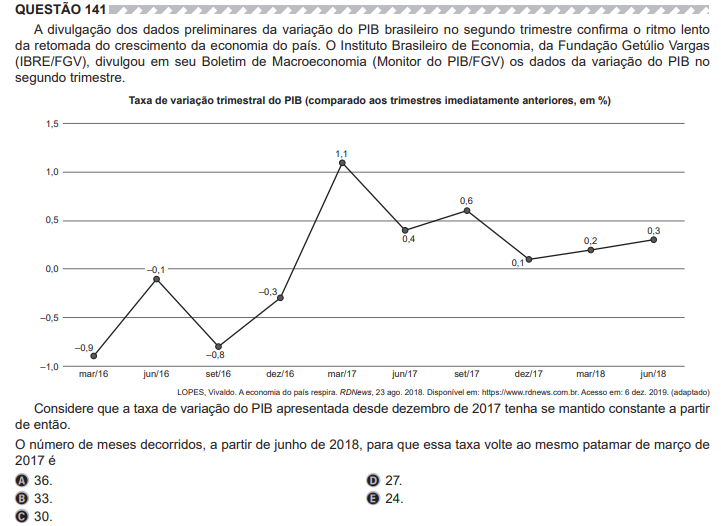 QUESTÃO 141
A divulgação dos dados preliminares da variação do PIB brasileiro no segundo trimestre confirma o ritmo lento
da retomada do crescimento da economia do país. O Instituto Brasileiro de Economia, da Fundação Getúlio Vargas
(IBRE/FGV), divulgou em seu Boletim de Macroeconomia (Monitor do PIB/FGV) os dados da variação do PIB no
segundo trimestre.
Taxa de variação trimestral do PIB (comparado aos trimestres imediatamente anteriores, em %)
1,5
1,1
1,0
0,6
0,5
0,4
0,3
0,2
0,1
0,0
–0,1
–0,3
–0,5
–0,8
–0,9
–1,0
mar/16 jun/16 set/16 dez/16 mar/17 jun/17 set/17 dez/17 mar/18 jun/18
LOPES, Vivaldo. A economia do país respira. RDNews, 23 ago. 2018. Disponível em: https://www.rdnews.com.br. Acesso em: 6 dez. 2019. (adaptado)
Considere que a taxa de variação do PIB apresentada desde dezembro de 2017 tenha se mantido constante a partir
de então.
O número de meses decorridos, a partir de junho de 2018, para que essa taxa volte ao mesmo patamar de março de
2017 é
A 36.
B 33.
C 30.
D 27.
E 24.